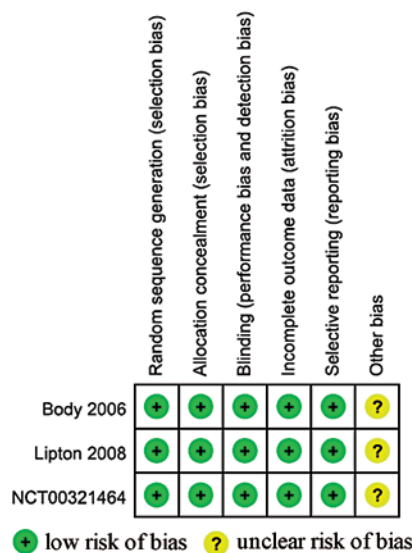 Random sequence generation (selection bias)
Allocation concealment (selection bias)
Blinding (performance bias and detection bias)
Incomplete outcome data (attrition bias)
Selective reporting (reporting bias)
Other bias
Body 2006 + + + + + ?
Lipton 2008 + + + + + ?
NCT00321464 + + + + + ?
+ low risk of bias ? unclear risk of bias